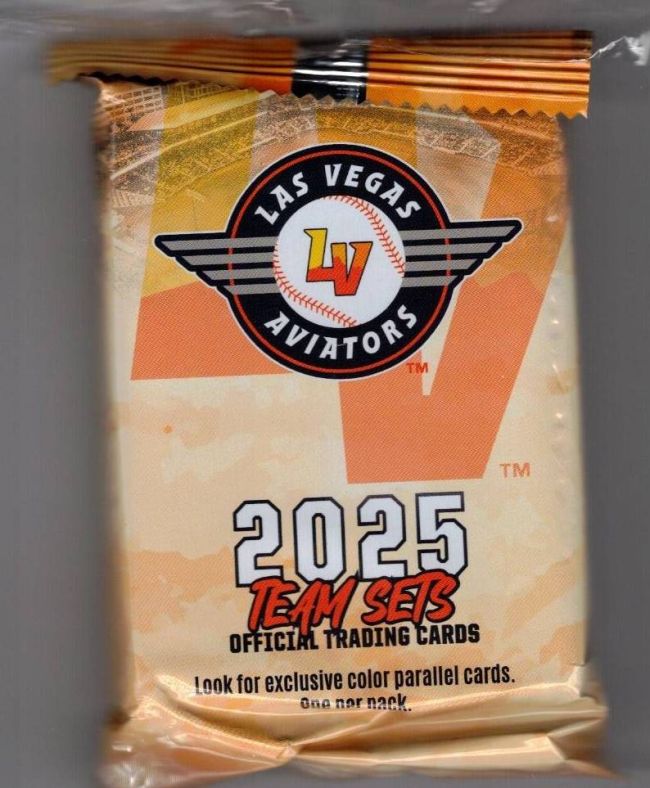 LAS VEGAS
LV
AVIATORS
TM
TM
2025
TEAM SETS
OFFICIAL TRADING CARDS
Look for exclusive color parallel cards.
One per pack.